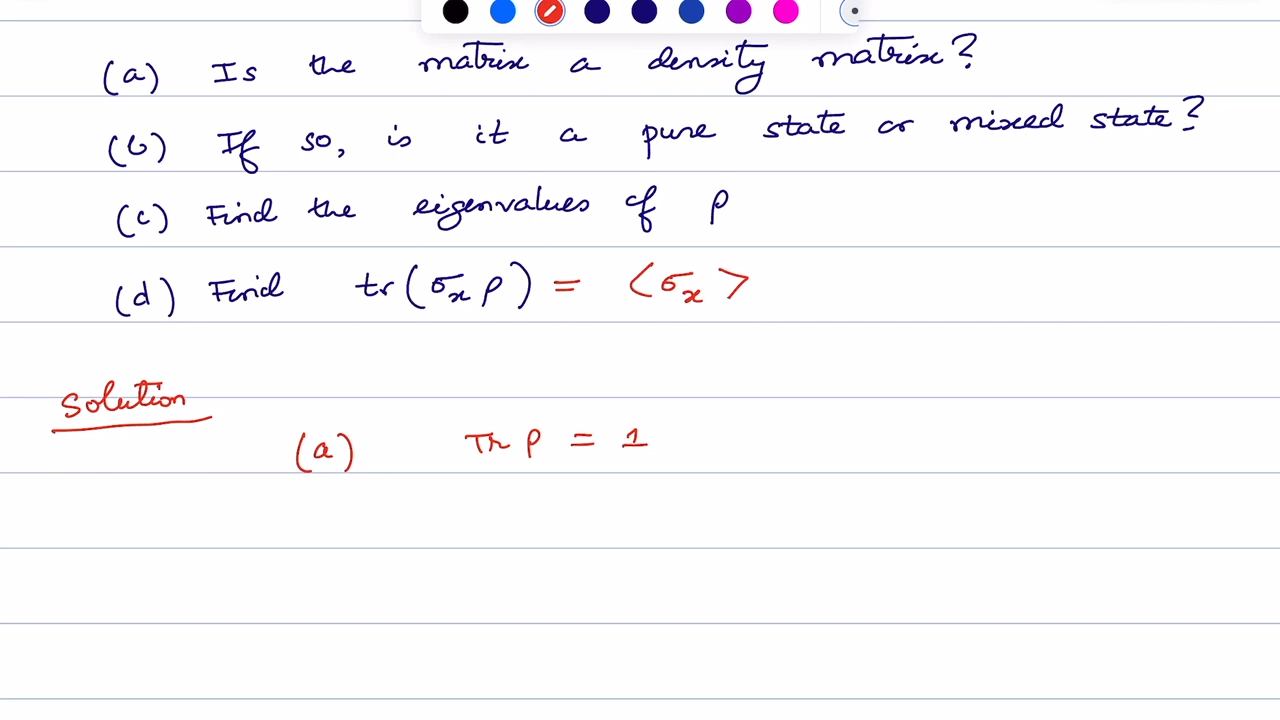 (a) Is the matrix a density matrix?
(b) If so, is it a pure state or mixed state?
(c) Find the eigenvalues of ρ
(d) Find tr(σₓ ρ) = <σₓ>
Solution
(a) Tr ρ = 1